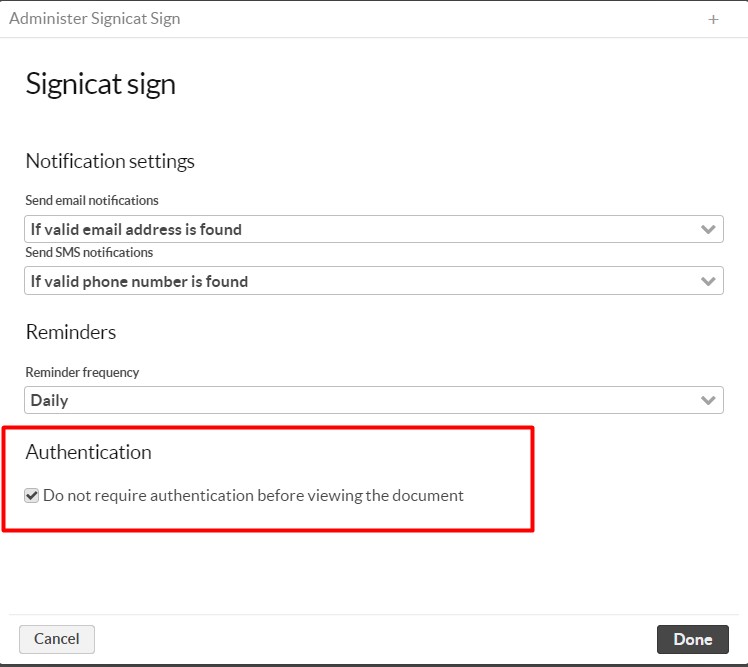 Administer Signicat Sign
+
Signicat sign
Notification settings
Send email notifications
If valid email address is found
Send SMS notifications
If valid phone number is found
Reminders
Reminder frequency
Daily
Authentication
Do not require authentication before viewing the document
Cancel
Done